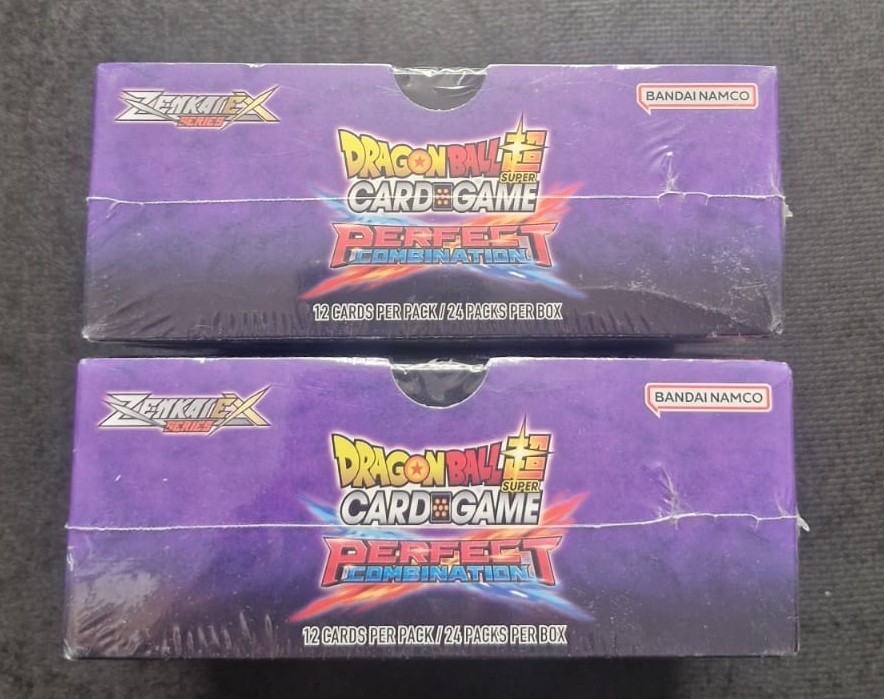 ZENKAI EX
SERIES
BANDAI NAMCO
DRAGON BALL 超
SUPER
CARD GAME
PERFECT
COMBINATION
12 CARDS PER PACK / 24 PACKS PER BOX
ZENKAI EX
SERIES
BANDAI NAMCO
DRAGON BALL 超
SUPER
CARD GAME
PERFECT
COMBINATION
12 CARDS PER PACK / 24 PACKS PER BOX